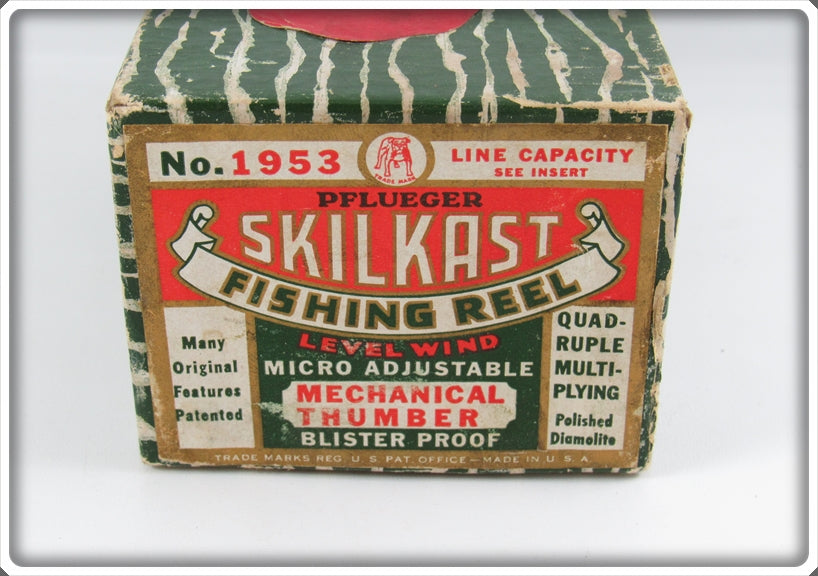 No. 1953
TRADE MARK
LINE CAPACITY
SEE INSERT
PFLUEGER
SKILKAST
FISHING REEL
Many
Original
Features
Patented
LEVEL WIND
MICRO ADJUSTABLE
MECHANICAL
THUMBER
BLISTER PROOF
QUAD-
RUPLE
MULTI-
PLYING
Polished
Diamolite
TRADE MARKS REG. U.S. PAT. OFFICE — MADE IN U.S.A.